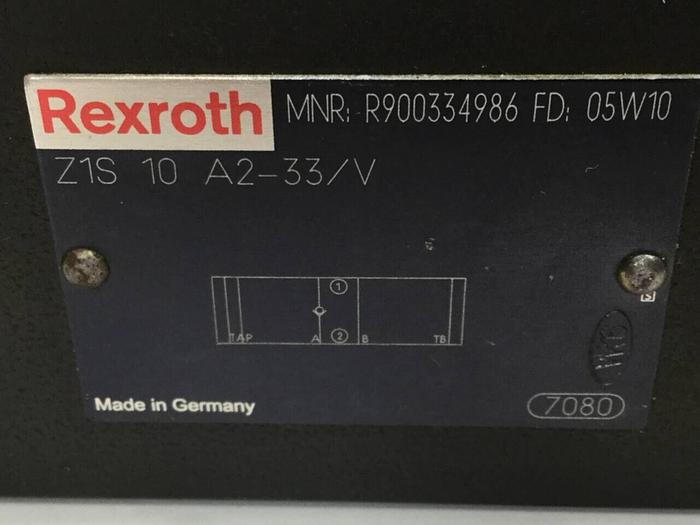 Rexroth MNR: R900334986 FD: 05W10
Z1S 10 A2-33/V
1
TAP A 2 B TB
S
Made in Germany 7080